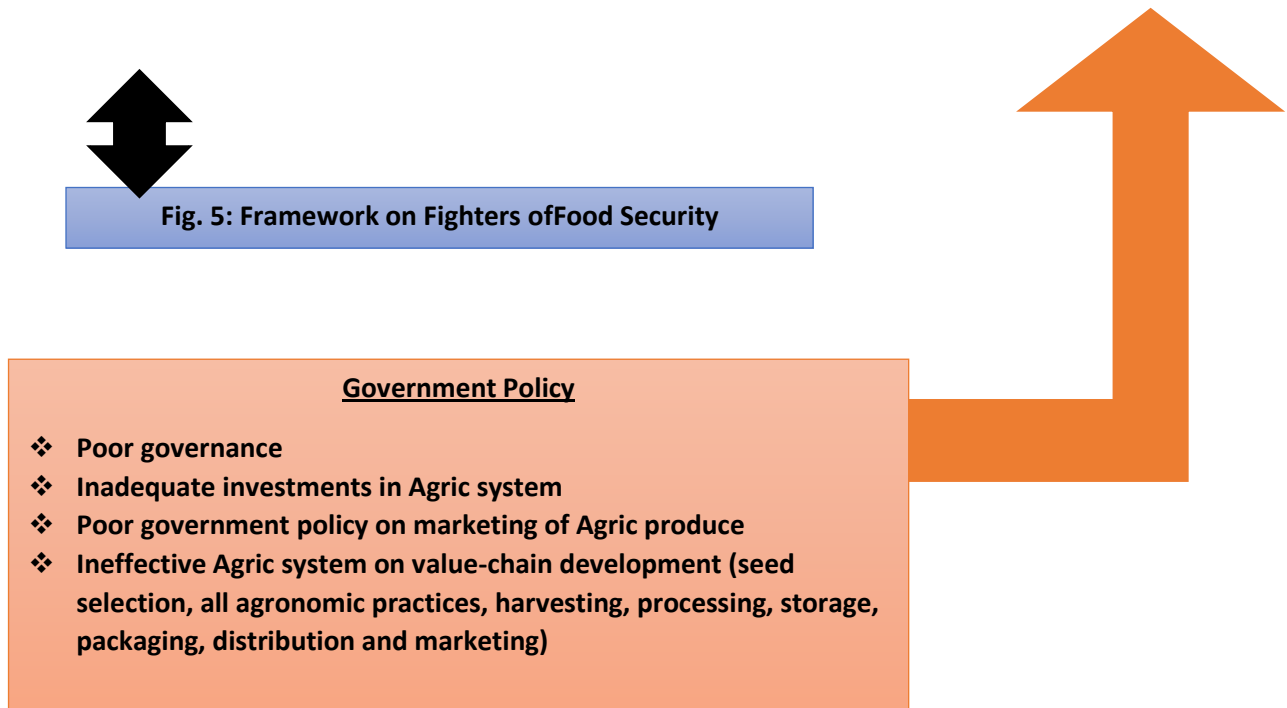 Fig. 5: Framework on Fighters ofFood Security
Government Policy
❖ Poor governance
❖ Inadequate investments in Agric system
❖ Poor government policy on marketing of Agric produce
❖ Ineffective Agric system on value-chain development (seed
selection, all agronomic practices, harvesting, processing, storage,
packaging, distribution and marketing)